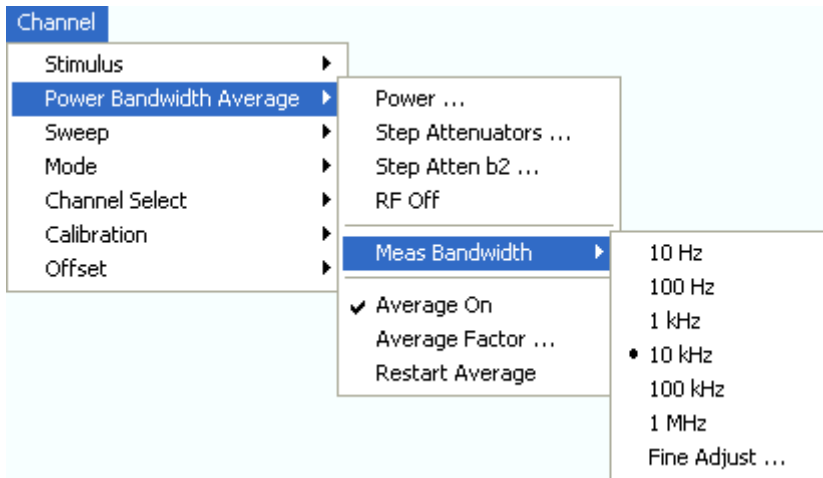 Channel
Stimulus
Power Bandwidth Average
Sweep
Mode
Channel Select
Calibration
Offset
Power ...
Step Attenuators ...
Step Atten b2 ...
RF Off
Meas Bandwidth
Average On
Average Factor ...
Restart Average
10 Hz
100 Hz
1 kHz
10 kHz
100 kHz
1 MHz
Fine Adjust ...